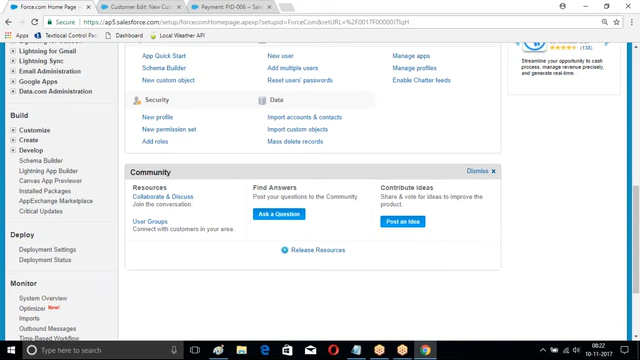 Force.com Home Page
Customer Edit: New Cust
Payment: PID-006 ~ Sale
https://ap5.salesforce.com/setup/forcecomHomepage.apexp?setupid=ForceCom&retURL=%2F0017F00000JTlqH
Apps
Textlocal Control Panel
Dashboard
Local Weather API
Lightning for Gmail
Lightning Sync
Email Administration
Google Apps
Data.com Administration
Build
Customize
Create
Develop
Schema Builder
Lightning App Builder
Canvas App Previewer
Installed Packages
AppExchange Marketplace
Critical Updates
Deploy
Deployment Settings
Deployment Status
Monitor
System Overview
Optimizer New!
Imports
Outbound Messages
Time-Based Workflow
App Quick Start
New user
Manage apps
Schema Builder
Add multiple users
Manage profiles
New custom object
Reset users' passwords
Enable Chatter feeds
Security
Data
New profile
Import accounts & contacts
New permission set
Import custom objects
Add roles
Mass delete records
Community
Dismiss
Resources
Collaborate & Discuss
Join the conversation.
User Groups
Connect with customers in your area.
Find Answers
Post your questions to the Community.
Ask a Question
Contribute Ideas
Share & vote for ideas to improve the
product.
Post an Idea
Release Resources
(138)
Streamline your opportunity to cash
process, manage revenue precisely,
and generate real-time..
Type here to search
08:22
10-11-2017